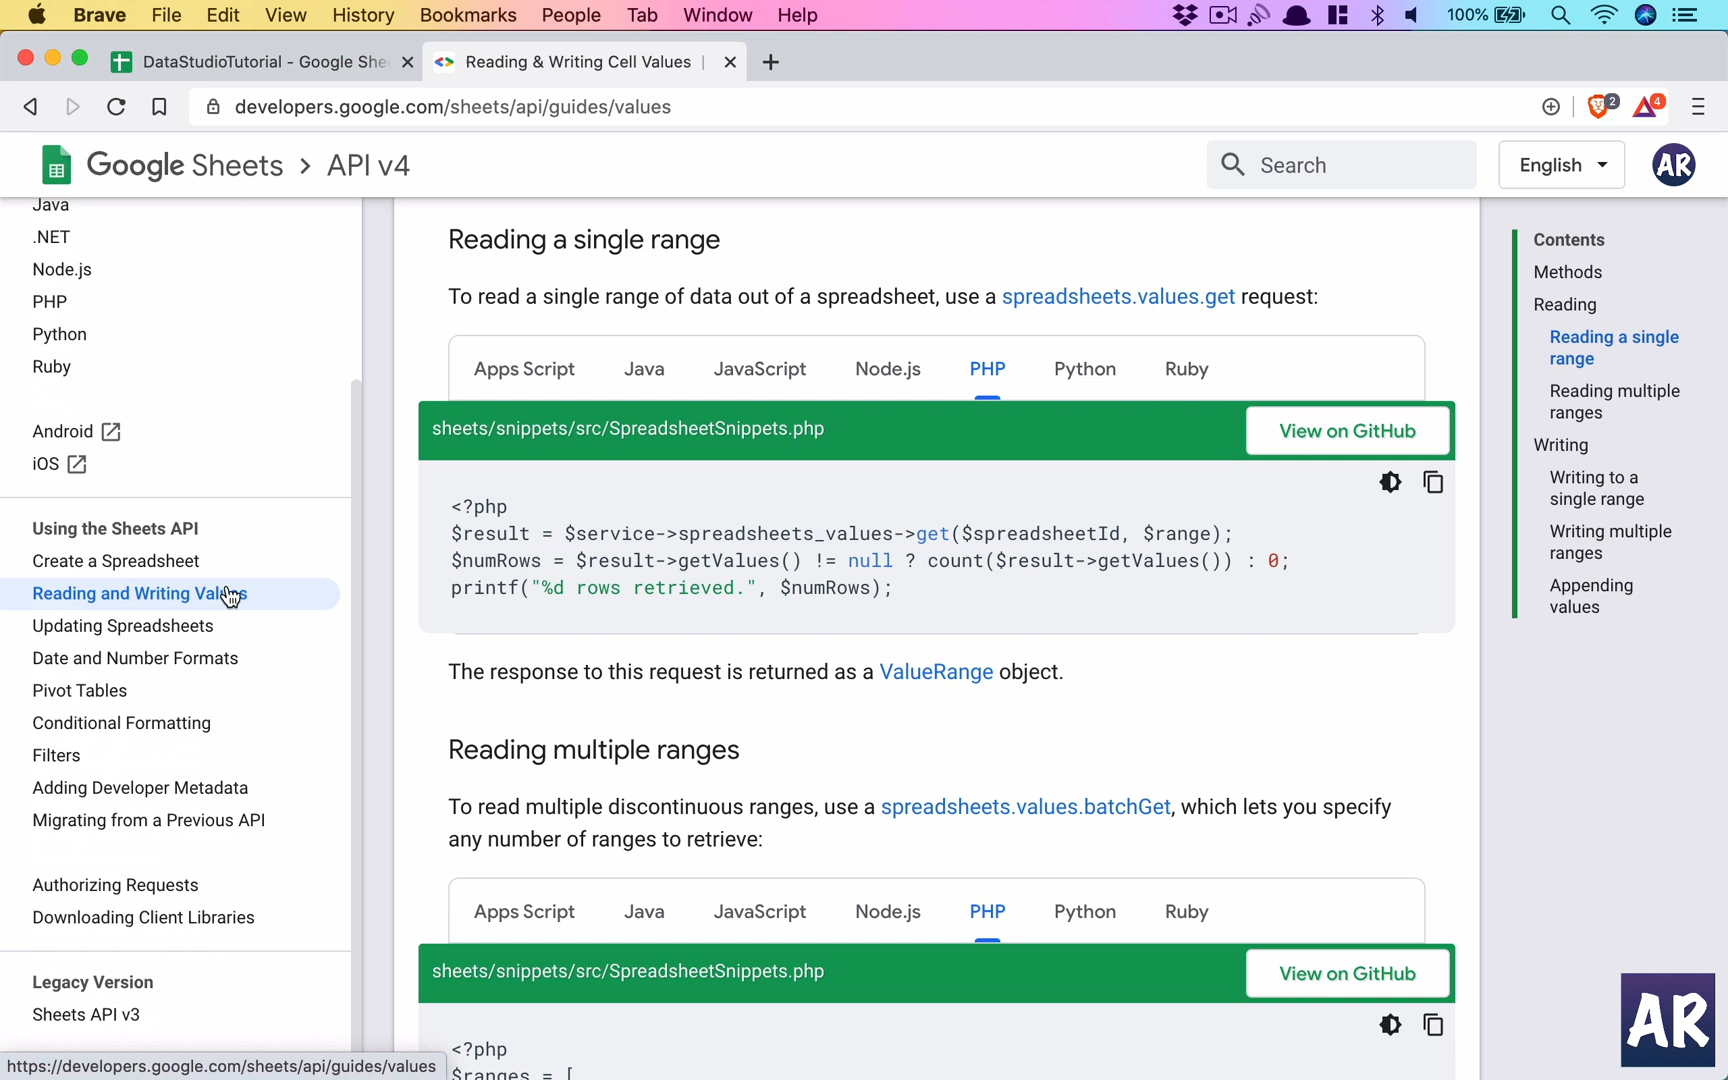 Brave File Edit View History Bookmarks People Tab Window Help 100%
DataStudioTutorial - Google She
Reading & Writing Cell Values |
developers.google.com/sheets/api/guides/values
2
4
Google Sheets > API v4
Search
English
AR
Java
.NET
Node.js
PHP
Python
Ruby
Android
iOS
Using the Sheets API
Create a Spreadsheet
Reading and Writing Values
Updating Spreadsheets
Date and Number Formats
Pivot Tables
Conditional Formatting
Filters
Adding Developer Metadata
Migrating from a Previous API
Authorizing Requests
Downloading Client Libraries
Legacy Version
Sheets API v3
https://developers.google.com/sheets/api/guides/values
Reading a single range
To read a single range of data out of a spreadsheet, use a spreadsheets.values.get request:
Apps Script Java JavaScript Node.js PHP Python Ruby
sheets/snippets/src/SpreadsheetSnippets.php
View on GitHub
<?php
$result = $service->spreadsheets_values->get($spreadsheetId, $range);
$numRows = $result->getValues() != null ? count($result->getValues()) : 0;
printf("%d rows retrieved.", $numRows);
The response to this request is returned as a ValueRange object.
Reading multiple ranges
To read multiple discontinuous ranges, use a spreadsheets.values.batchGet, which lets you specify
any number of ranges to retrieve:
Apps Script Java JavaScript Node.js PHP Python Ruby
sheets/snippets/src/SpreadsheetSnippets.php
View on GitHub
<?php
$ranges = [
Contents
Methods
Reading
Reading a single
range
Reading multiple
ranges
Writing
Writing to a
single range
Writing multiple
ranges
Appending
values
AR